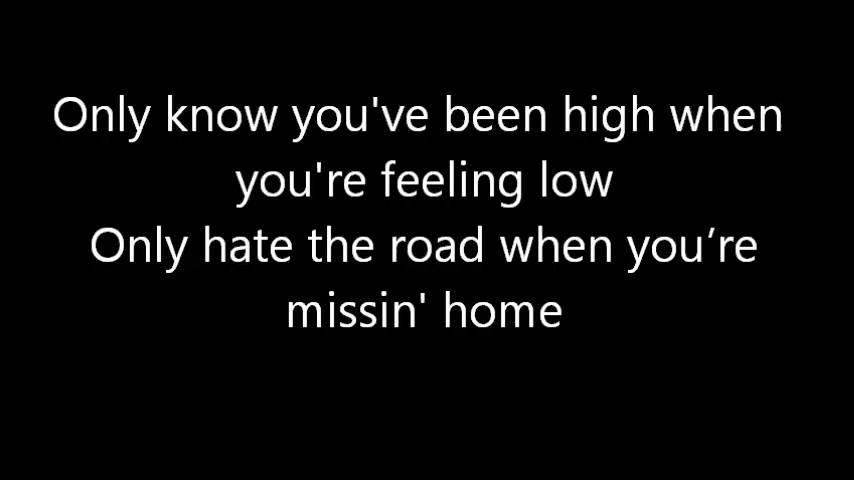 Only know you've been high when
you're feeling low
Only hate the road when you’re
missin' home